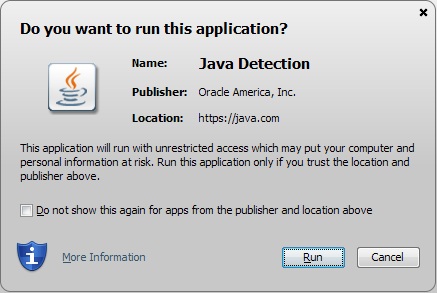 Do you want to run this application?
Name: Java Detection
Publisher: Oracle America, Inc.
Location: https://java.com
This application will run with unrestricted access which may put your computer and
personal information at risk. Run this application only if you trust the location and
publisher above.
Do not show this again for apps from the publisher and location above
More Information Run Cancel